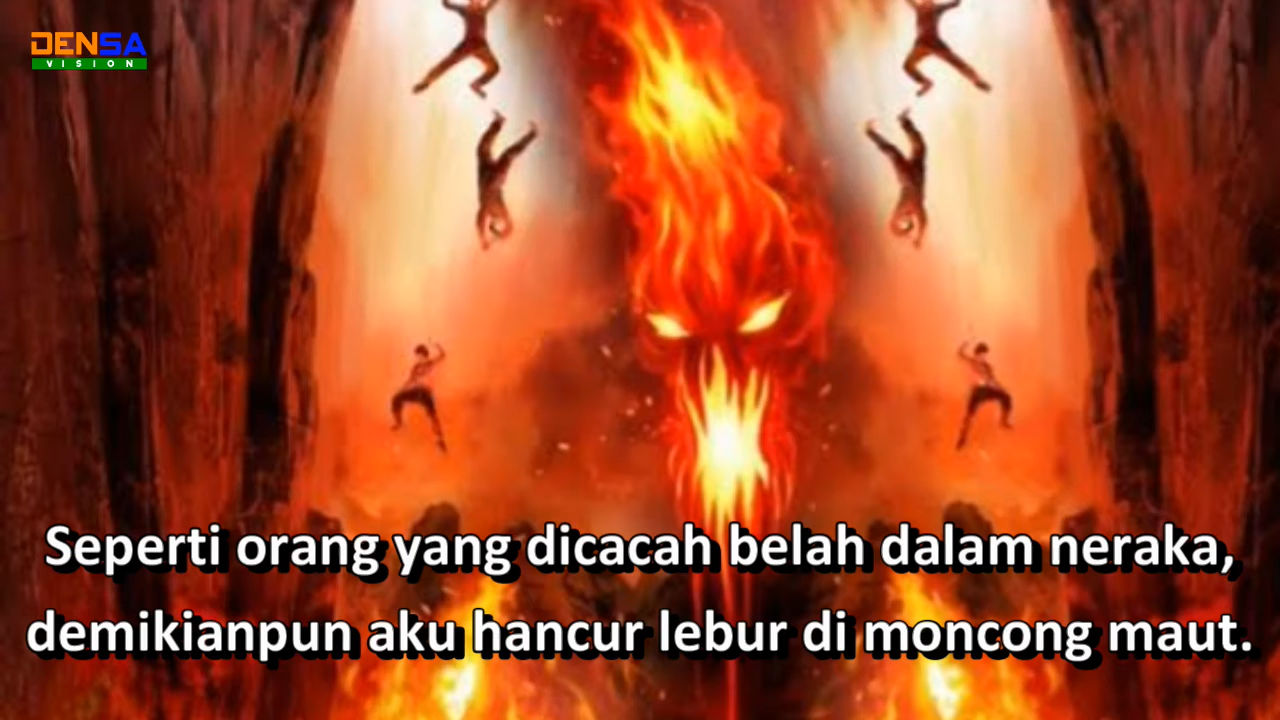 DENSA
VISION
Seperti orang yang dicacah belah dalam neraka,
demikianpun aku hancur lebur di moncong maut.